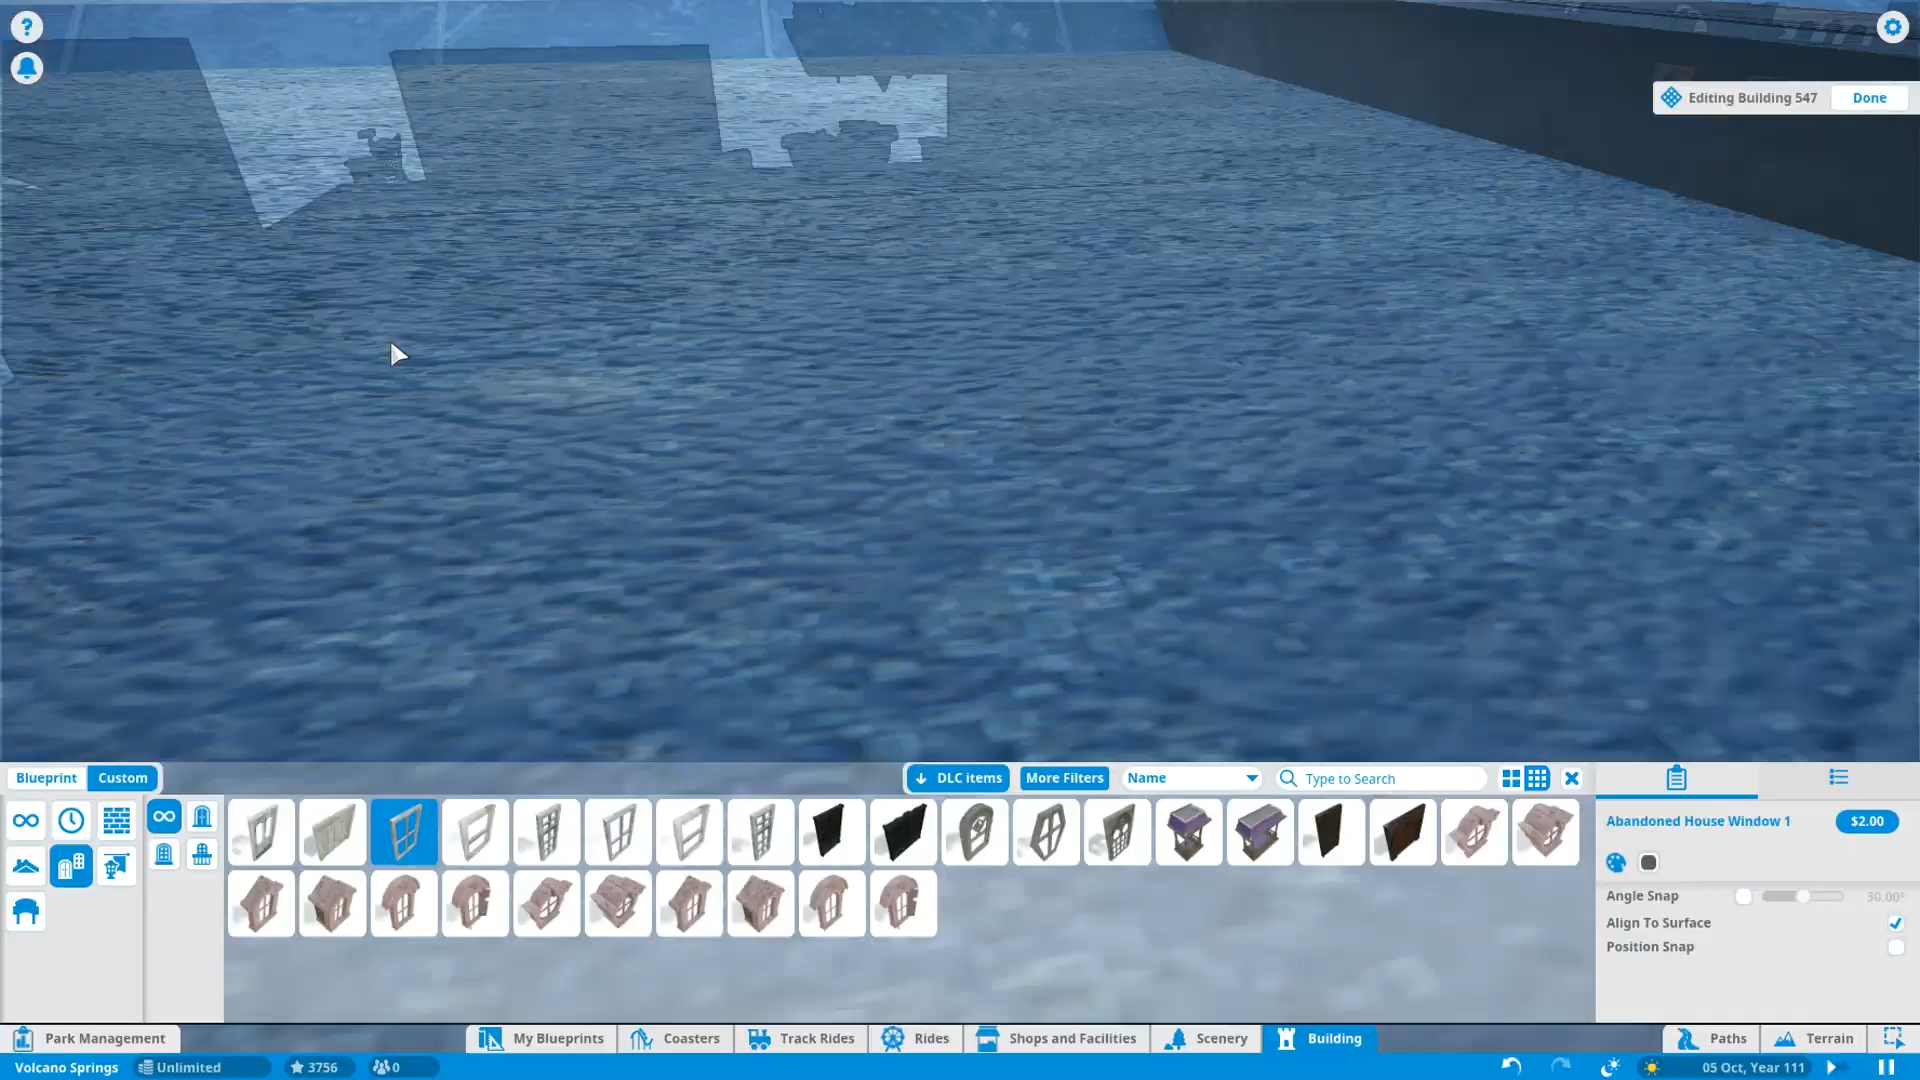 ?
Editing Building 547
Done
Blueprint
Custom
DLC items
More Filters
Name
Type to Search
Abandoned House Window 1
$2.00
Angle Snap
30.00°
Align To Surface
Position Snap
Park Management
My Blueprints
Coasters
Track Rides
Rides
Shops and Facilities
Scenery
Building
Paths
Terrain
Volcano Springs
Unlimited
3756
0
05 Oct, Year 111